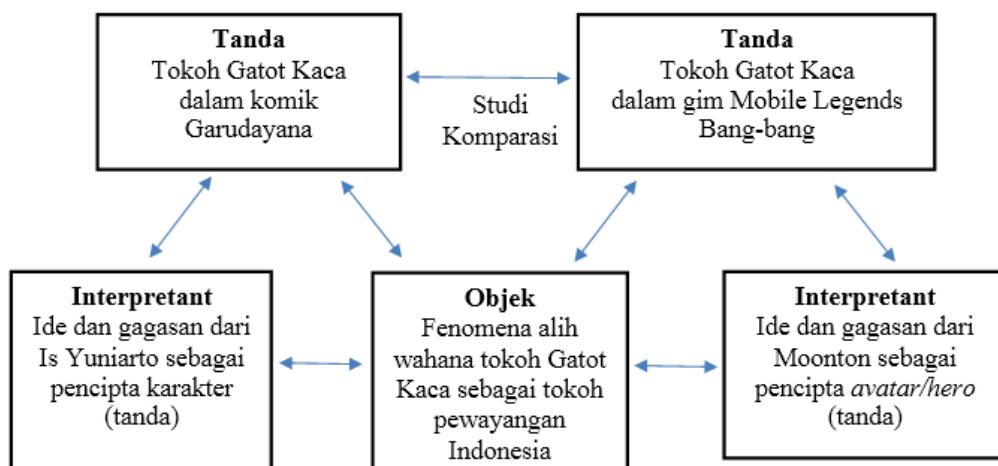 Tanda
Tokoh Gatot Kaca
dalam komik
Garudayana
Studi
Komparasi
Tanda
Tokoh Gatot Kaca
dalam gim Mobile Legends
Bang-bang
Interpretant
Ide dan gagasan dari
Is Yuniarto sebagai
pencipta karakter
(tanda)
Objek
Fenomena alih
wahana tokoh Gatot
Kaca sebagai tokoh
pewayangan
Indonesia
Interpretant
Ide dan gagasan dari
Moonton sebagai
pencipta avatar/hero
(tanda)